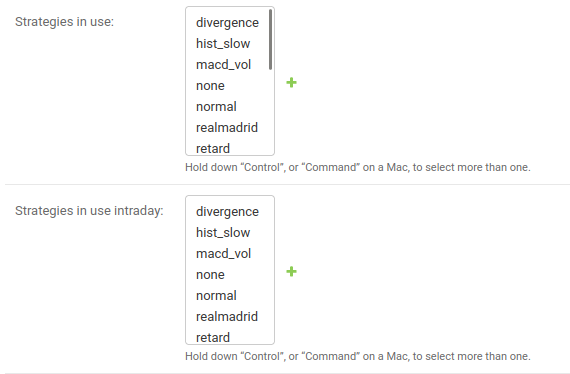 Strategies in use:
divergence
hist_slow
macd_vol
none
normal
realmadrid
retard
Hold down “Control”, or “Command” on a Mac, to select more than one.
Strategies in use intraday:
divergence
hist_slow
macd_vol
none
normal
realmadrid
retard
Hold down “Control”, or “Command” on a Mac, to select more than one.